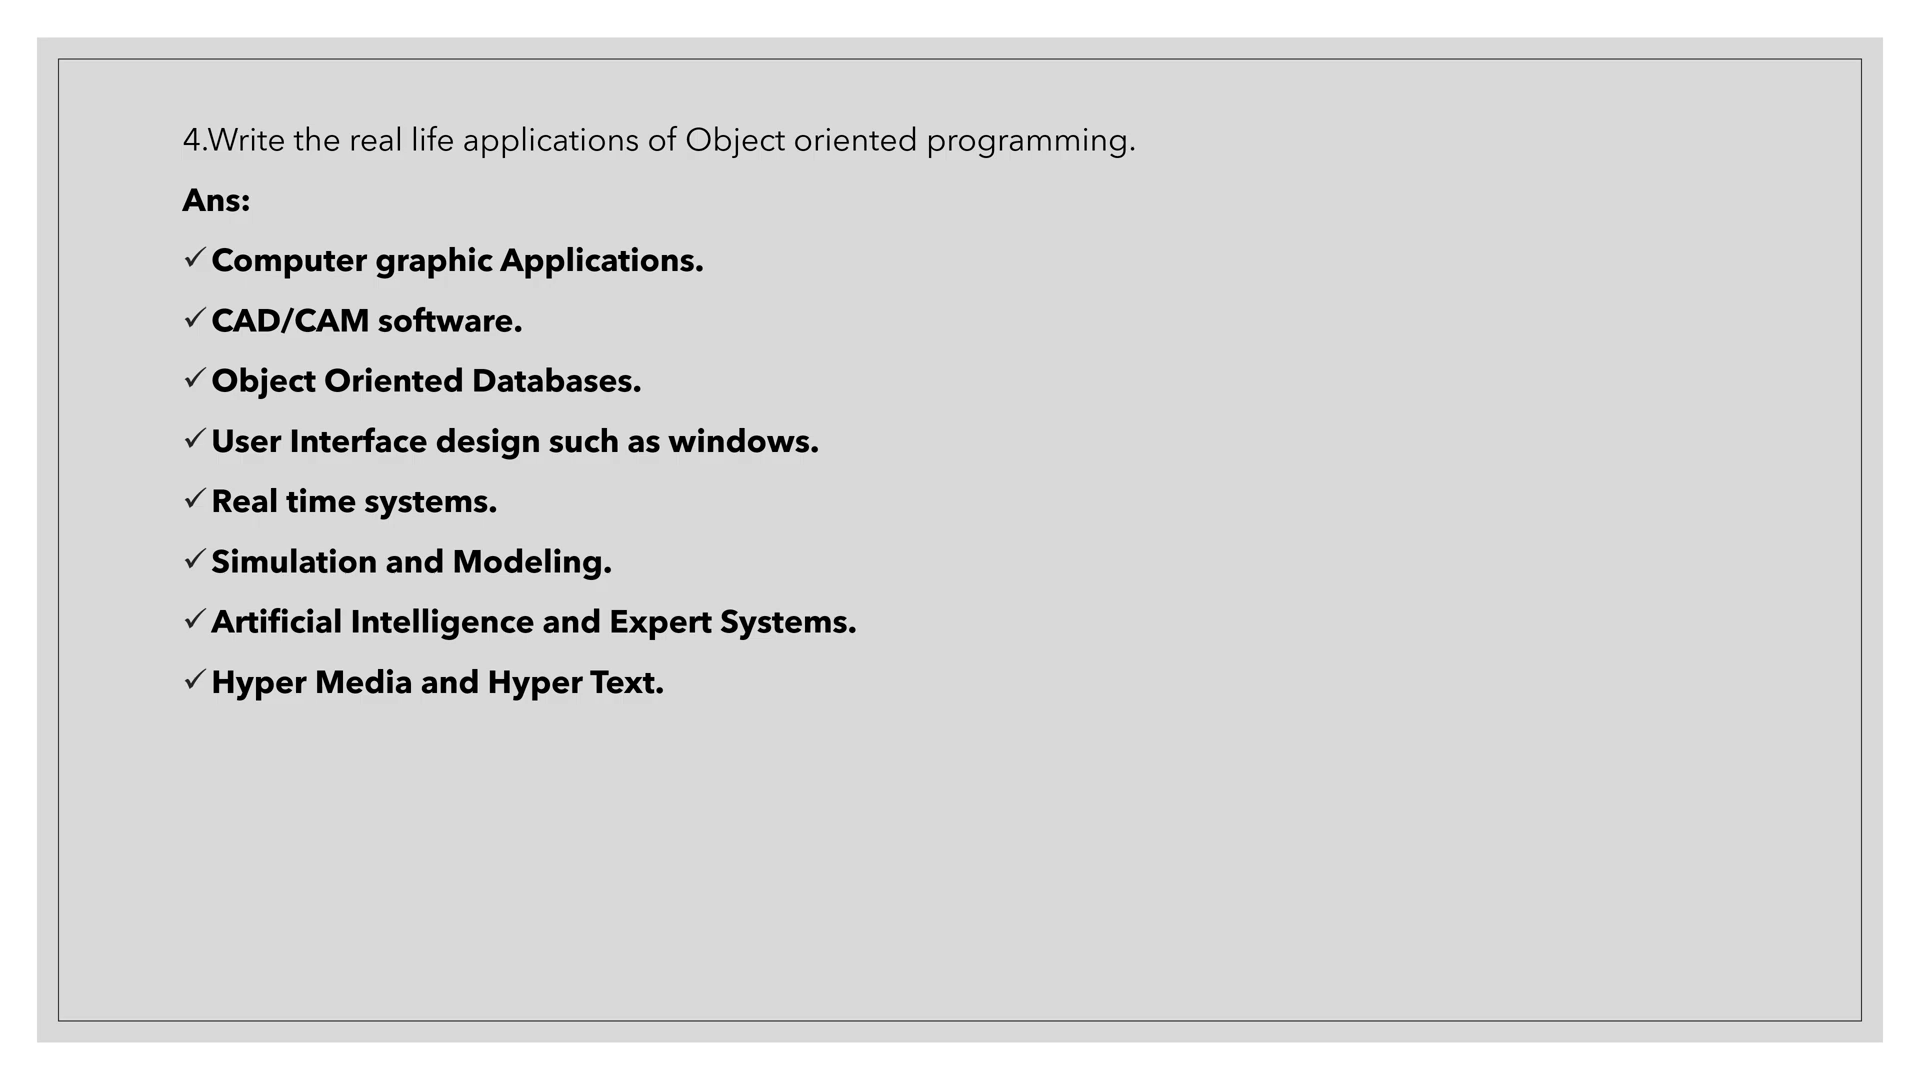 4.Write the real life applications of Object oriented programming.
Ans:
✓ Computer graphic Applications.
✓ CAD/CAM software.
✓ Object Oriented Databases.
✓ User Interface design such as windows.
✓ Real time systems.
✓ Simulation and Modeling.
✓ Artificial Intelligence and Expert Systems.
✓ Hyper Media and Hyper Text.